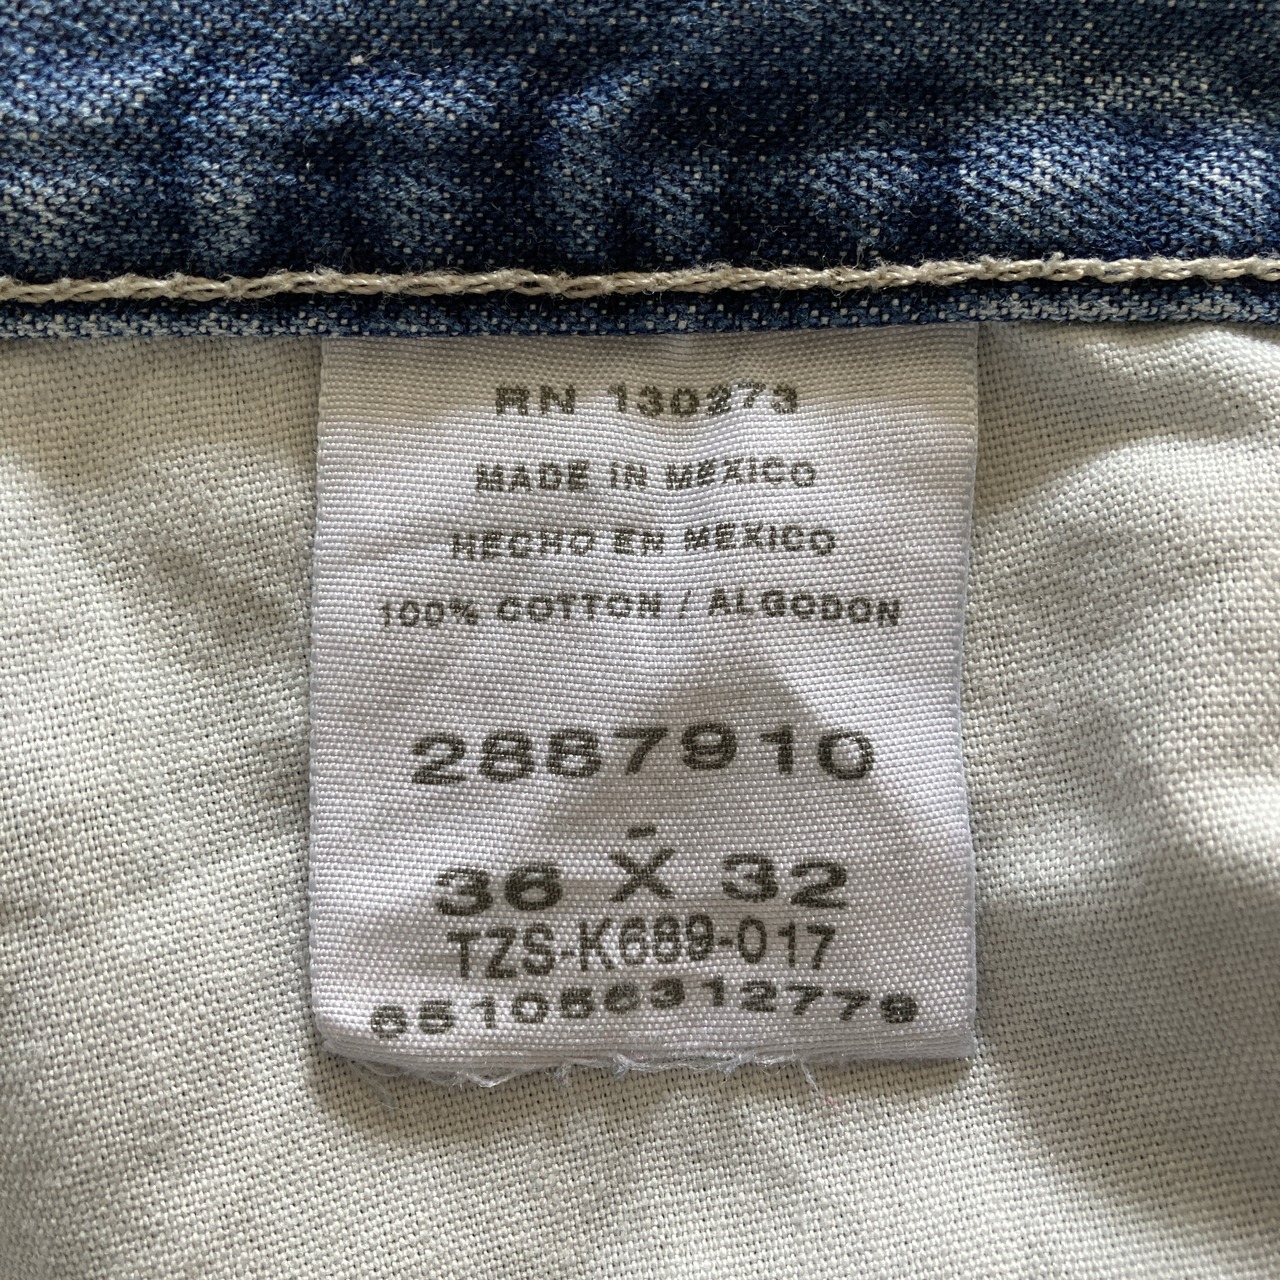 RN 130273
MADE IN MEXICO
HECHO EN MEXICO
100% COTTON / ALGODON
2887910
36 X 32
TZS-K689-017
651056312779